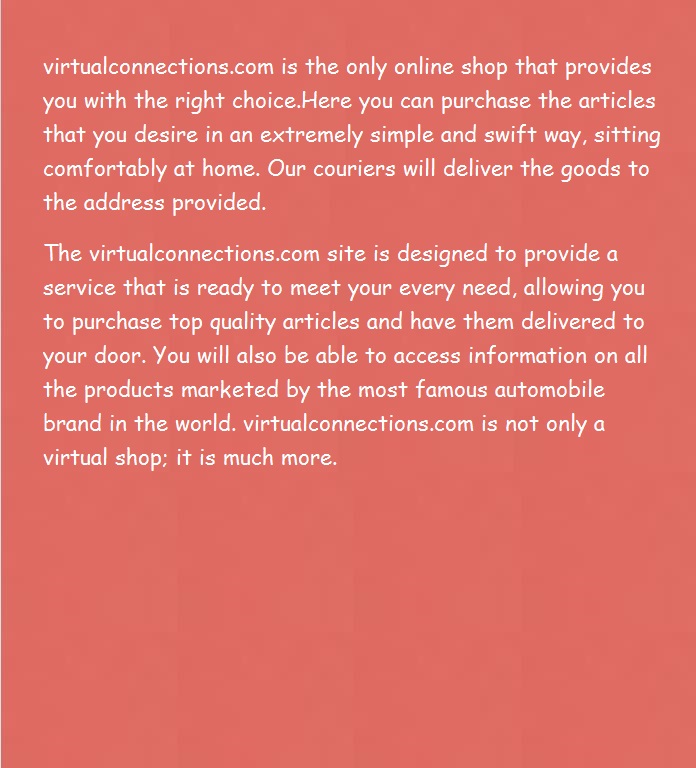 virtualconnections.com is the only online shop that provides
you with the right choice.Here you can purchase the articles
that you desire in an extremely simple and swift way, sitting
comfortably at home. Our couriers will deliver the goods to
the address provided.
The virtualconnections.com site is designed to provide a
service that is ready to meet your every need, allowing you
to purchase top quality articles and have them delivered to
your door. You will also be able to access information on all
the products marketed by the most famous automobile
brand in the world. virtualconnections.com is not only a
virtual shop; it is much more.